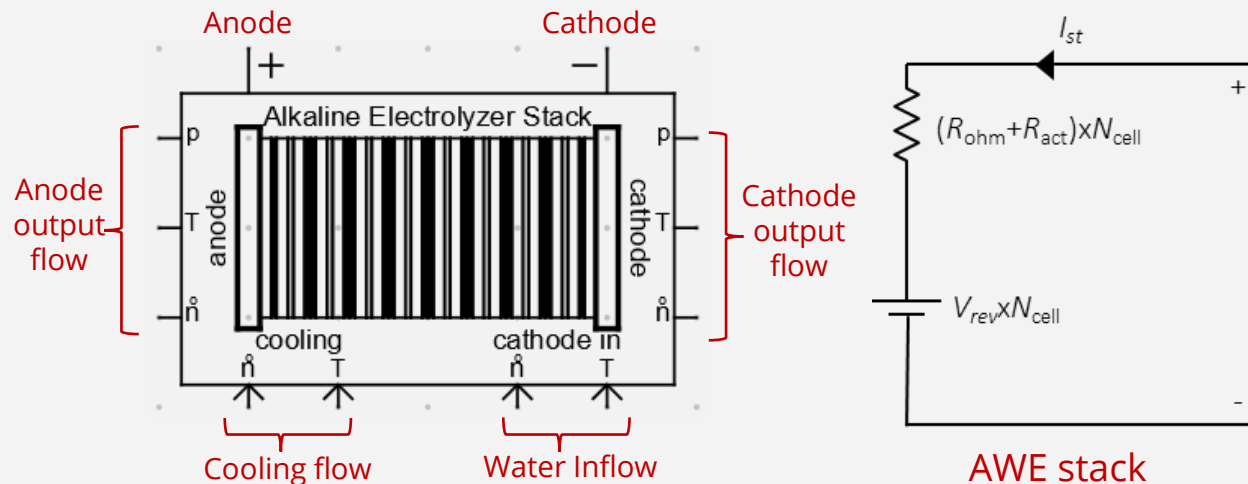 Anode
Cathode
I_st
+
−
+
Alkaline Electrolyzer Stack
p
p
(R_ohm+R_act)xN_cell
Anode
output
flow
T
anode
cathode
T
Cathode
output
flow
n̊
n̊
V_rev xN_cell
cooling
cathode in
n̊
T
n̊
T
-
Cooling flow
Water Inflow
AWE stack